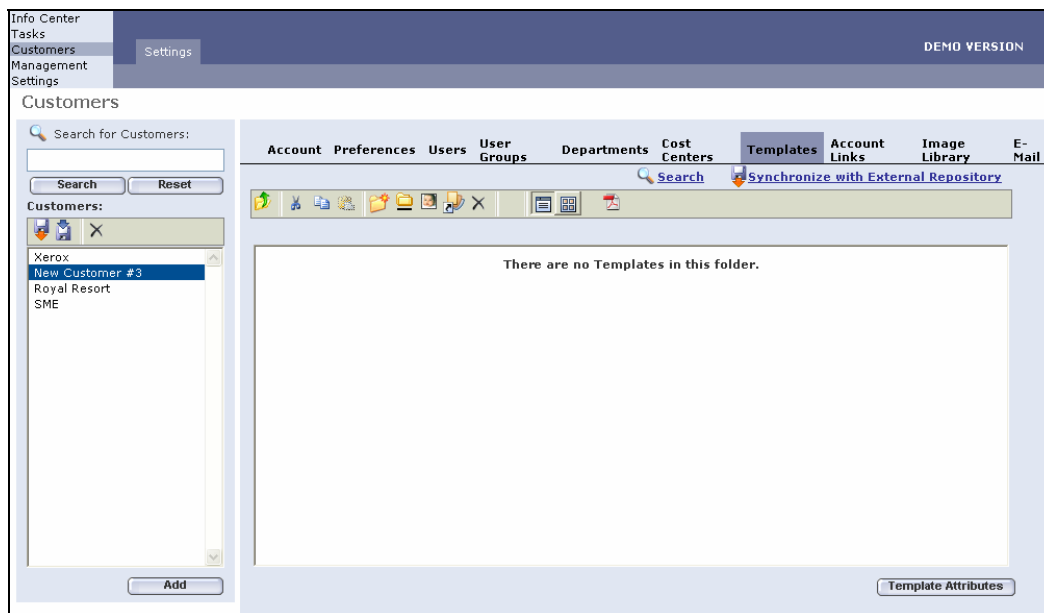 Info Center
Tasks
Customers
Management
Settings
Settings
DEMO VERSION
Customers
Search for Customers:
Search Reset
Customers:
Xerox
New Customer #3
Royal Resort
SME
Add
Account Preferences Users User Groups Departments Cost Centers Templates Account Links Image Library E-Mail
Search Synchronize with External Repository
There are no Templates in this folder.
Template Attributes